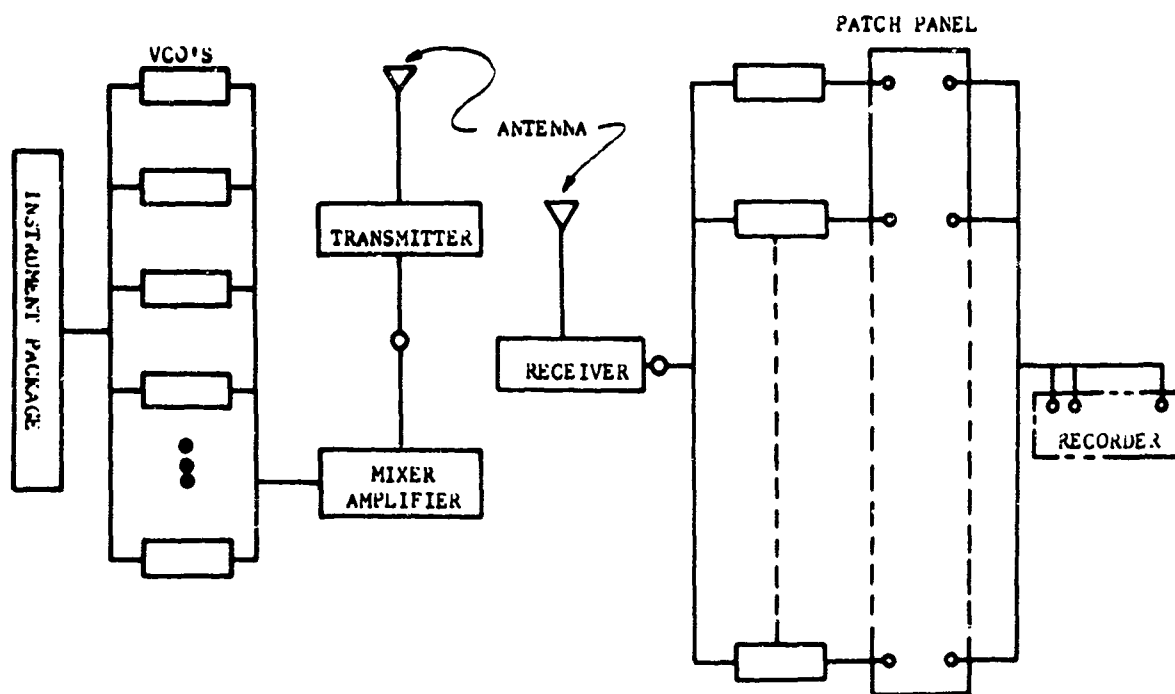 VCO'S
PATCH PANEL
ANTENNA
INSTRUMENT PACKAGE
TRANSMITTER
RECEIVER
RECORDER
MIXER
AMPLIFIER